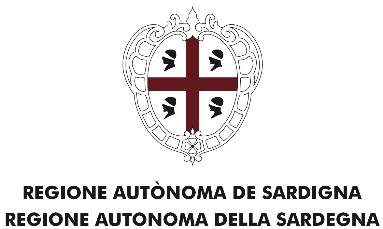 REGIONE AUTÒNOMA DE SARDIGNA
REGIONE AUTONOMA DELLA SARDEGNA